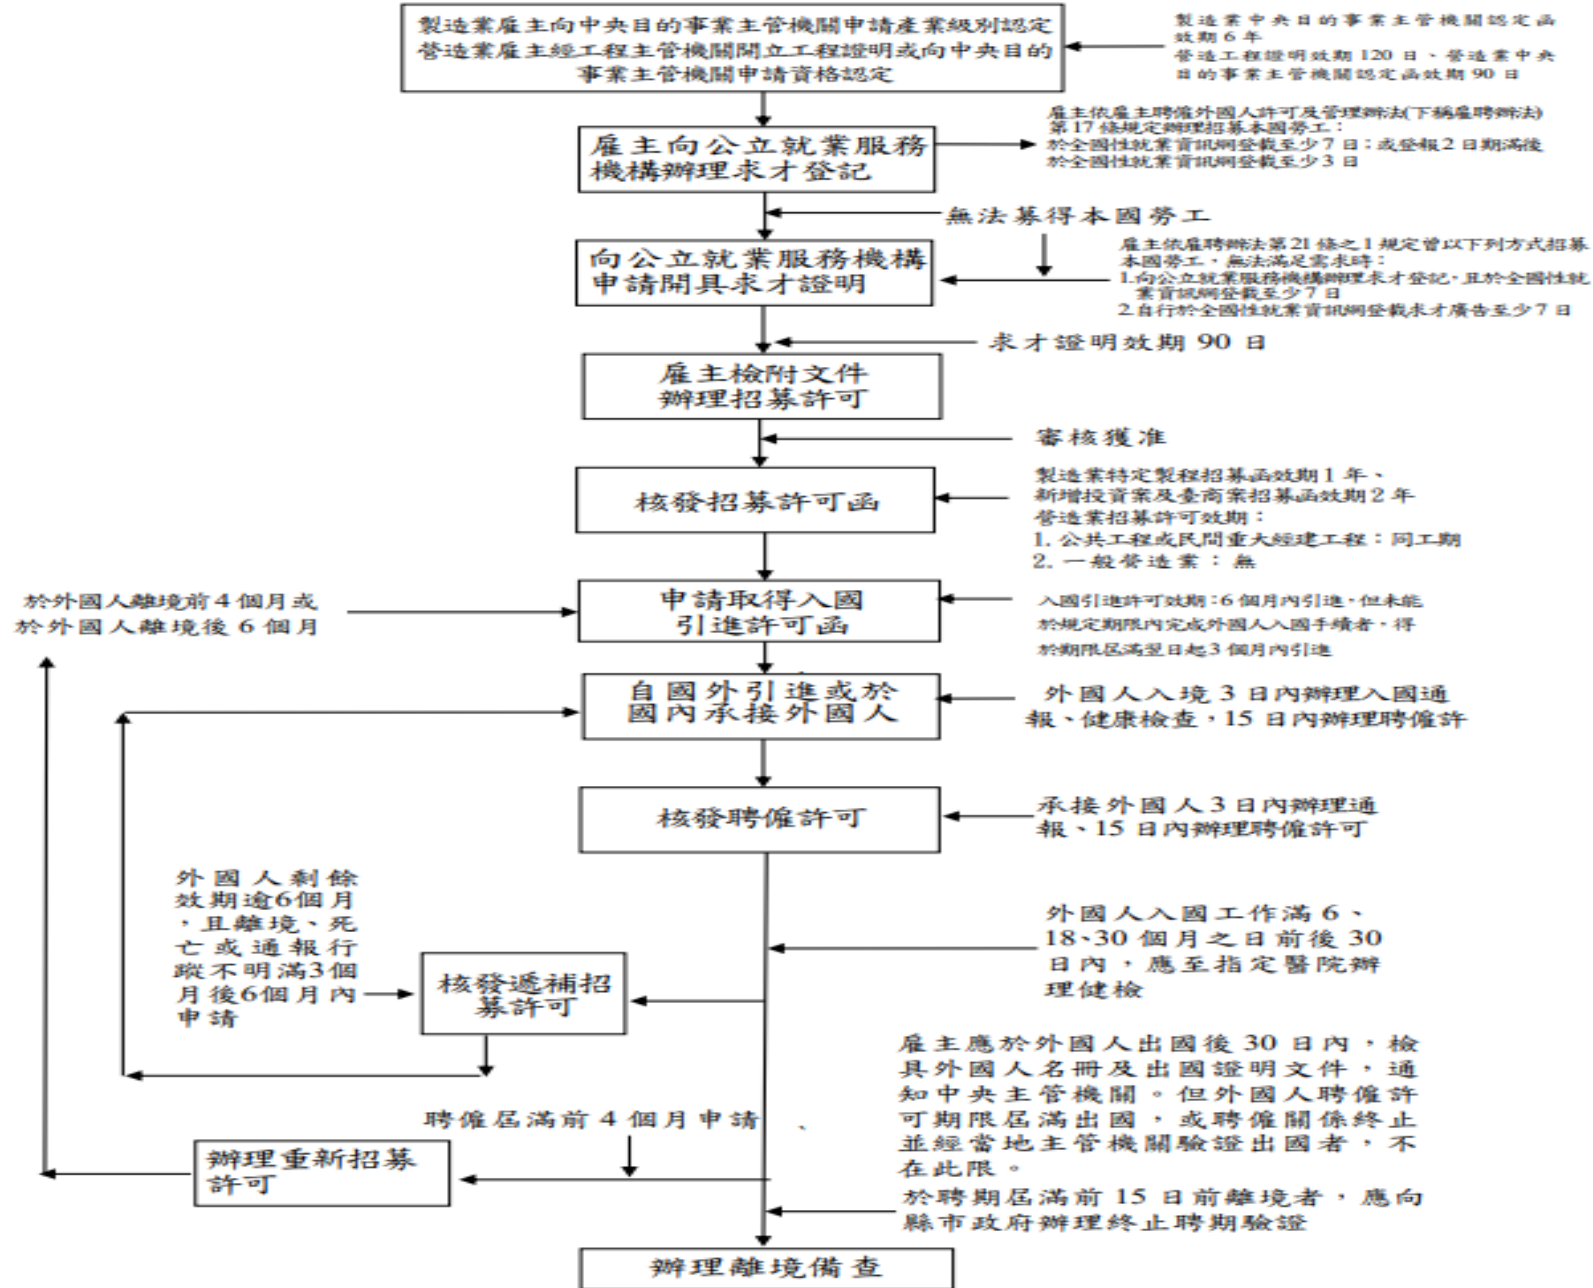 製造業雇主向中央目的事業主管機關申請產業級別認定
營造業雇主經工程主管機關開立工程證明或向中央目的
事業主管機關申請資格認定
製造業中央目的事業主管機關認定函
效期6年
營造工程證明效期120日、營造業中央
目的事業主管機關認定函效期90日
雇主向公立就業服務
機構辦理求才登記
雇主依雇主聘僱外國人許可及管理辦法(下稱雇聘辦法)
第17條規定辦理招募本國勞工：
於全國性就業資訊網登載至少7日；或登報2日期滿後
於全國性就業資訊網登載至少3日
無法募得本國勞工
向公立就業服務機構
申請開具求才證明
雇主依雇聘辦法第21條之1規定曾以下列方式招募
本國勞工，無法滿足需求時：
1.向公立就業服務機構辦理求才登記，且於全國性就
業資訊網登載至少7日
2.自行於全國性就業資訊網登載求才廣告至少7日
求才證明效期90日
雇主檢附文件
辦理招募許可
審核獲准
核發招募許可函
製造業特定製程招募函效期1年、
新增投資案及臺商案招募函效期2年
營造業招募許可效期：
1. 公共工程或民間重大經建工程：同工期
2. 一般營造業：無
於外國人離境前4個月或
於外國人離境後6個月
申請取得入國
引進許可函
入國引進許可效期：6個月內引進，但未能
於規定期限內完成外國人入國手續者，得
於期限屆滿翌日起3個月內引進
自國外引進或於
國內承接外國人
外國人入境3日內辦理入國通
報、健康檢查，15日內辦理聘僱許
核發聘僱許可
承接外國人3日內辦理通
報、15日內辦理聘僱許可
外國人剩餘
效期逾6個月
，且離境、死
亡或通報行
蹤不明滿3個
月後6個月內
申請
核發遞補招
募許可
外國人入國工作滿6、
18、30個月之日前後30
日內，應至指定醫院辦
理健檢
雇主應於外國人出國後30日內，檢
具外國人名冊及出國證明文件，通
知中央主管機關。但外國人聘僱許
可期限屆滿出國，或聘僱關係終止
並經當地主管機關驗證出國者，不
在此限。
聘僱屆滿前4個月申請
、
辦理重新招募
許可
於聘期屆滿前15日前離境者，應向
縣市政府辦理終止聘期驗證
辦理離境備查